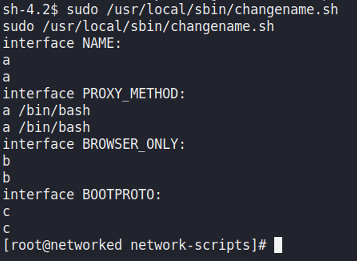 sh-4.2$ sudo /usr/local/sbin/changename.sh
sudo /usr/local/sbin/changename.sh
interface NAME:
a
a
interface PROXY_METHOD:
a /bin/bash
a /bin/bash
interface BROWSER_ONLY:
b
b
interface BOOTPROTO:
c
c
[root@networked network-scripts]#